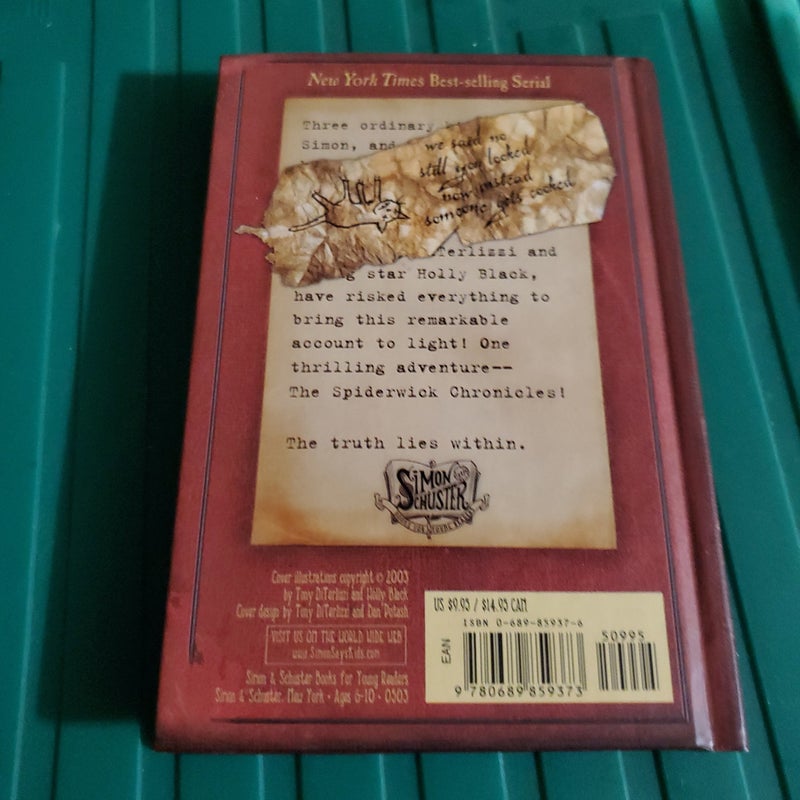 New York Times Best-selling Serial
Three ordinary
Simon, and
we said no
still you looked
now instead
someone gets cooked
Terlizzi and
star Holly Black,
have risked everything to
bring this remarkable
account to light! One
thrilling adventure--
The Spiderwick Chronicles!
The truth lies within.
SIMON
SCHUSTER
Cover illustrations copyright © 2003
by Tony DiTerlizzi and Holly Black
Cover design by Tony DiTerlizzi and Dan Potash
VISIT US ON THE WORLD WIDE WEB
www.SimonSaysKids.com
Simon & Schuster Books for Young Readers
Simon & Schuster, New York • Ages 6-10 • 0503
US $9.95 / $14.95 CAN
ISBN 0-689-85937-6
50995
EAN
9 780689 859373